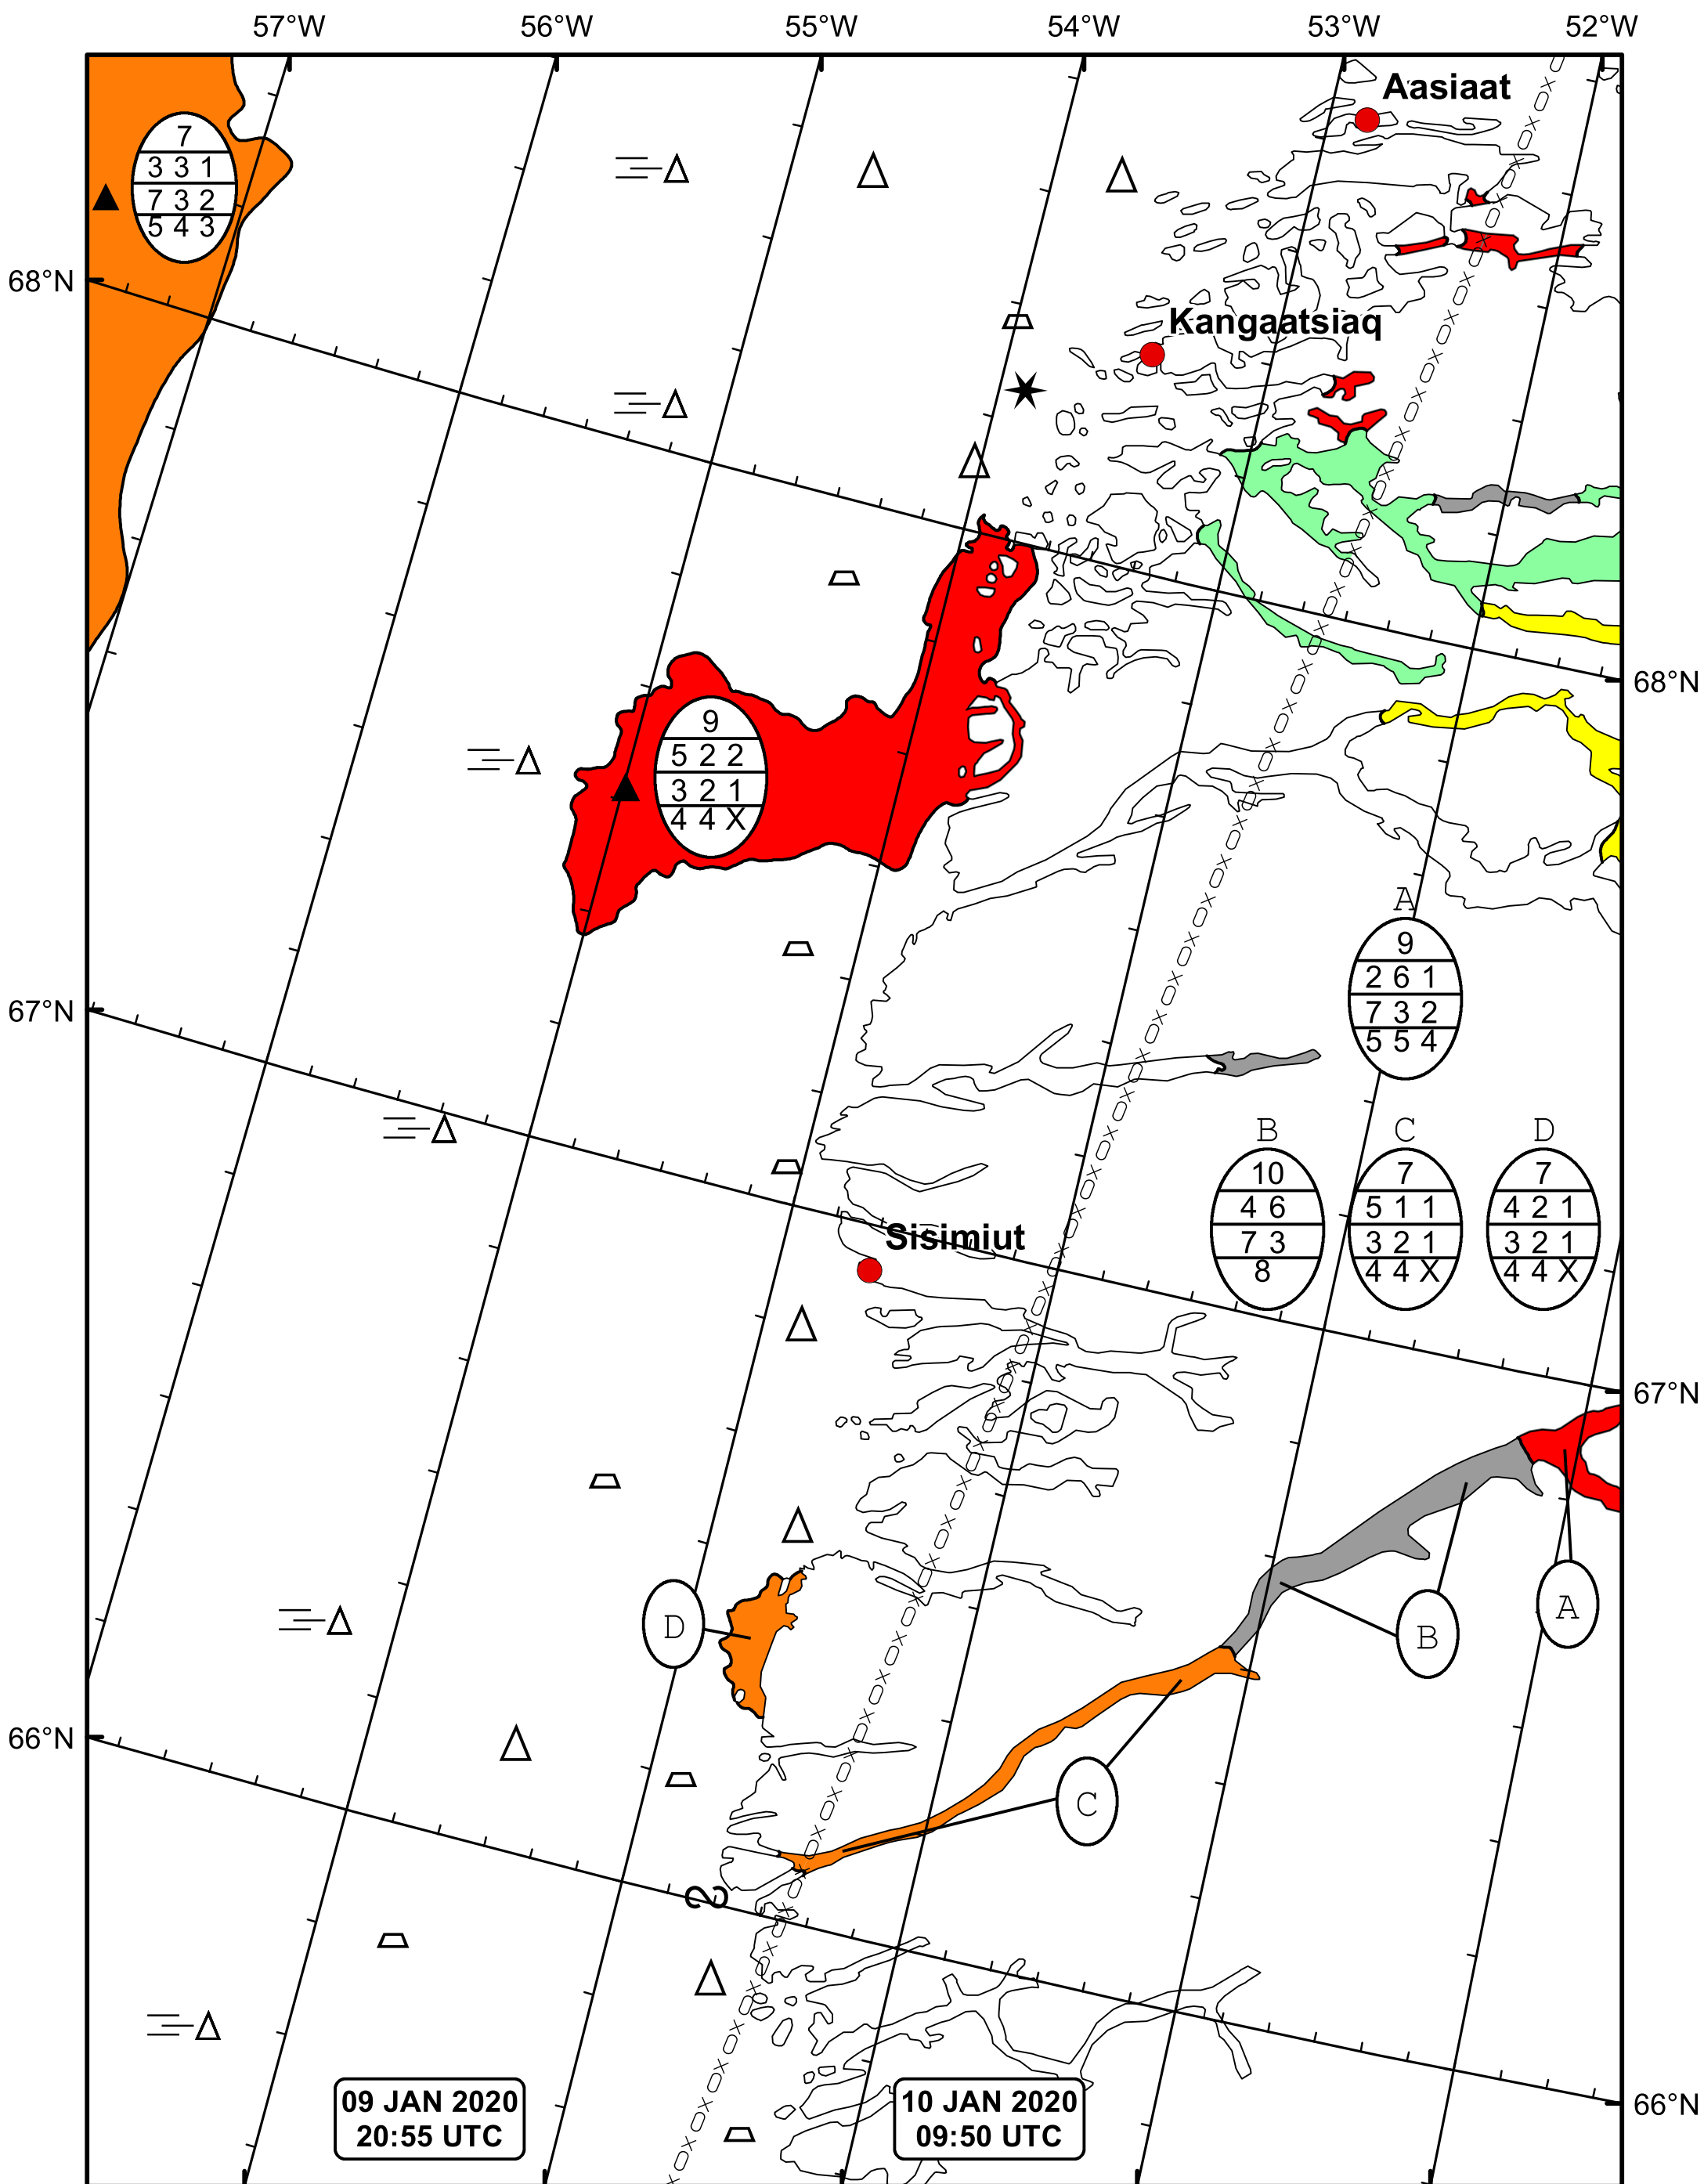 57°W 56°W 55°W 54°W 53°W 52°W
Aasiaat
7
3 3 1
7 3 2
5 4 3
68°N
Kangaatsiaq
68°N
9
5 2 2
3 2 1
4 4 X
A
9
2 6 1
7 3 2
5 5 4
67°N
B
10
4 6
7 3
8
C
7
5 1 1
3 2 1
4 4 X
D
7
4 2 1
3 2 1
4 4 X
Sisimiut
67°N
D
B
A
66°N
C
09 JAN 2020
20:55 UTC
10 JAN 2020
09:50 UTC
66°N